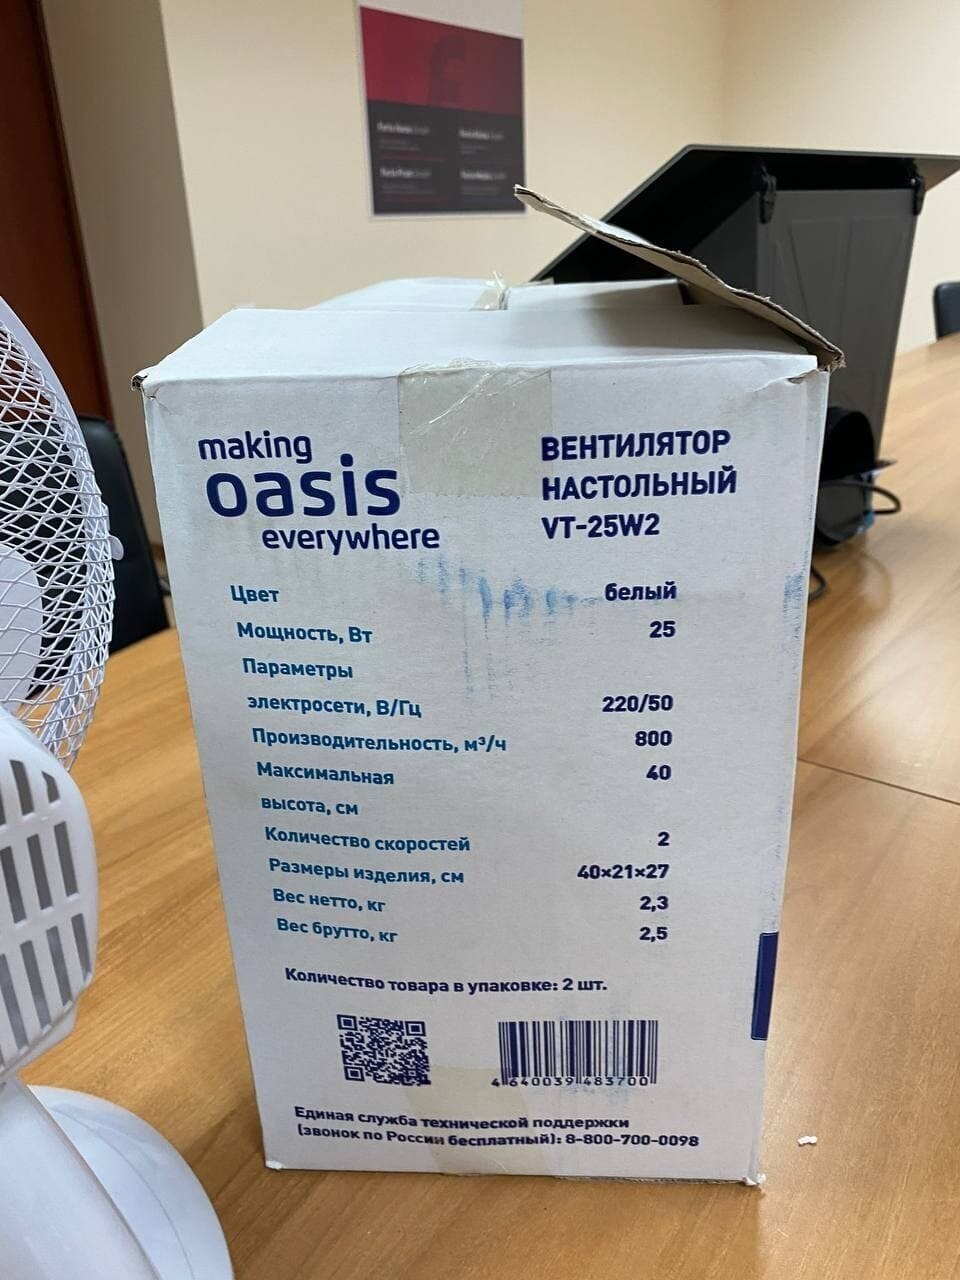 making
oasis
everywhere
ВЕНТИЛЯТОР
НАСТОЛЬНЫЙ
VT-25W2
Цвет белый
Мощность, Вт 25
Параметры
электросети, В/Гц 220/50
Производительность, м³/ч 800
Максимальная 40
высота, см
Количество скоростей 2
Размеры изделия, см 40×21×27
Вес нетто, кг 2,3
Вес брутто, кг 2,5
Количество товара в упаковке: 2 шт.
4 640039 483700
Единая служба технической поддержки
(звонок по России бесплатный): 8-800-700-0098